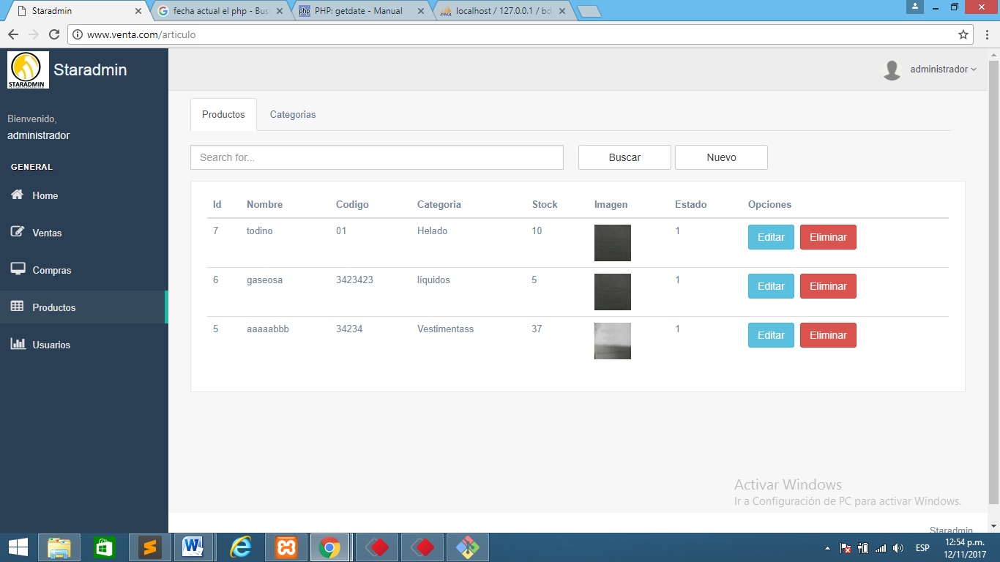 Staradmin
fecha actual el php - Bus
PHP: getdate - Manual
localhost / 127.0.0.1 / bd
www.venta.com/articulo
STARADMIN
Staradmin
administrador
Bienvenido,
administrador
GENERAL
Home
Ventas
Compras
Productos
Usuarios
Productos Categorias
Search for... Buscar Nuevo
Id Nombre Codigo Categoria Stock Imagen Estado Opciones
7 todino 01 Helado 10 1 Editar Eliminar
6 gaseosa 3423423 líquidos 5 1 Editar Eliminar
5 aaaaabbb 34234 Vestimentass 37 1 Editar Eliminar
Activar Windows
Ir a Configuración de PC para activar Windows.
Staradmin
ESP
12:54 p.m.
12/11/2017